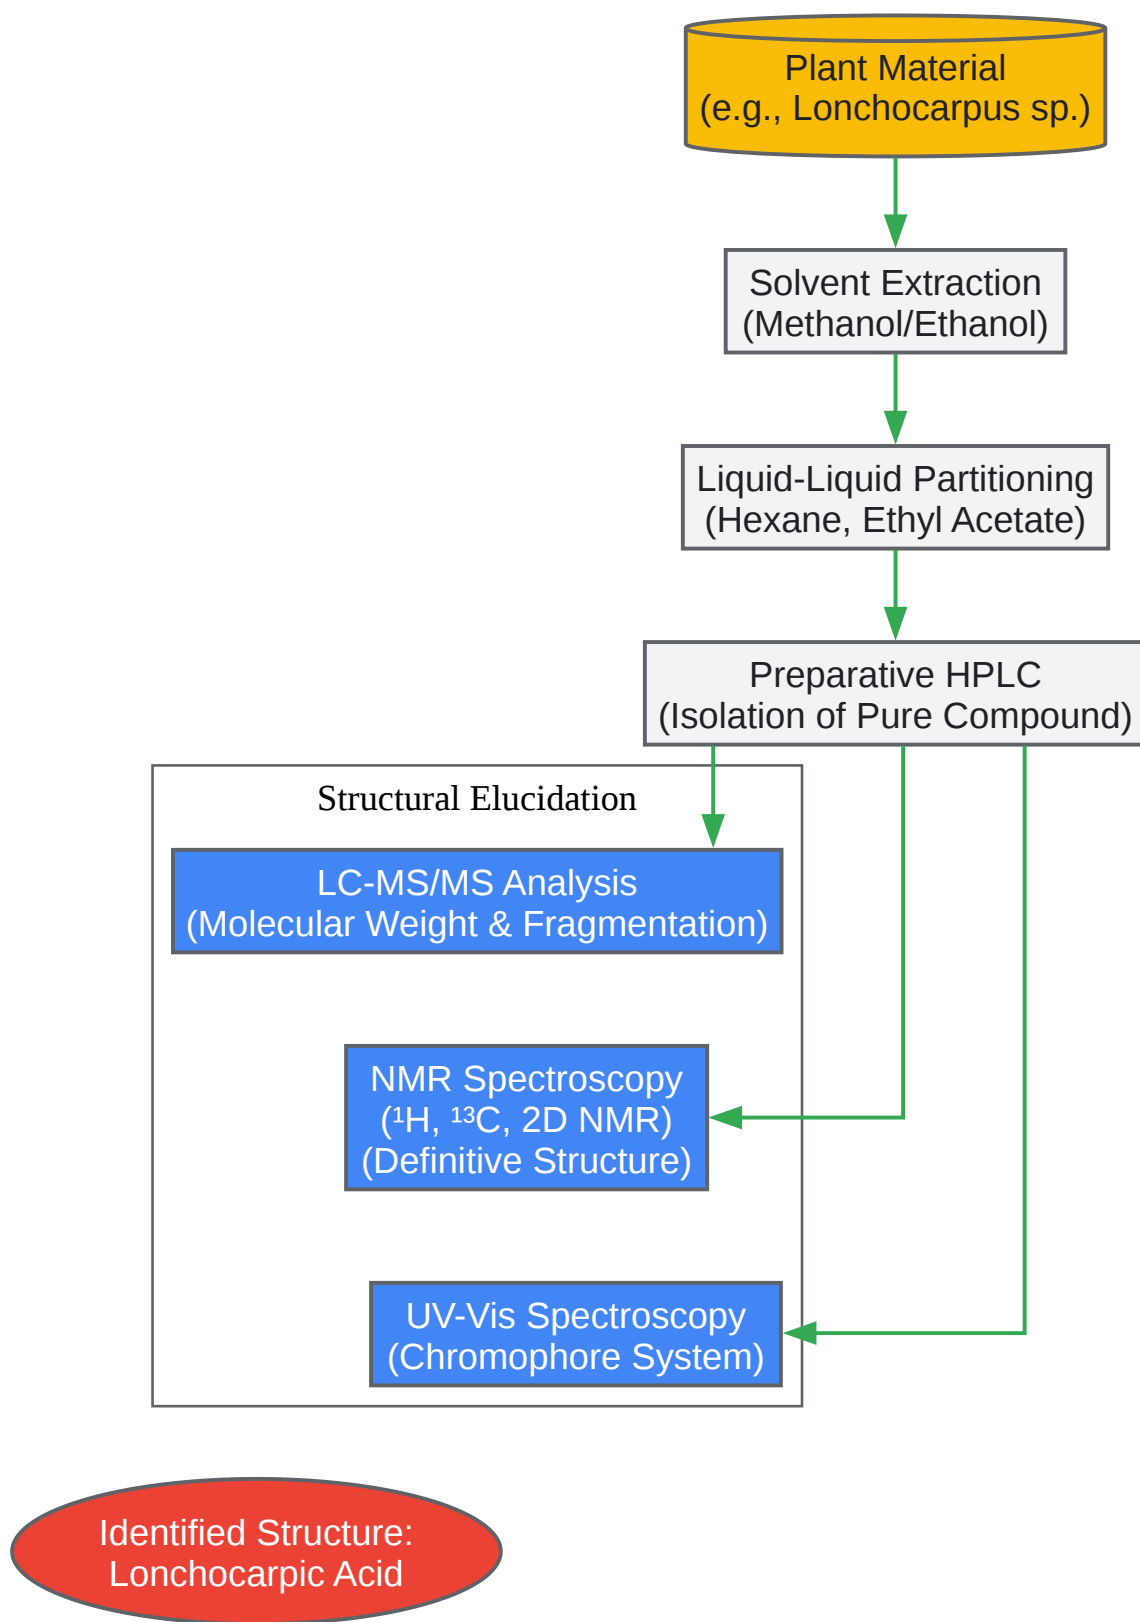 Plant Material
(e.g., Lonchocarpus sp.)
Solvent Extraction
(Methanol/Ethanol)
Liquid-Liquid Partitioning
(Hexane, Ethyl Acetate)
Preparative HPLC
(Isolation of Pure Compound)
Structural Elucidation
LC-MS/MS Analysis
(Molecular Weight & Fragmentation)
NMR Spectroscopy
(¹H, ¹³C, 2D NMR)
(Definitive Structure)
UV-Vis Spectroscopy
(Chromophore System)
Identified Structure:
Lonchocarpic Acid